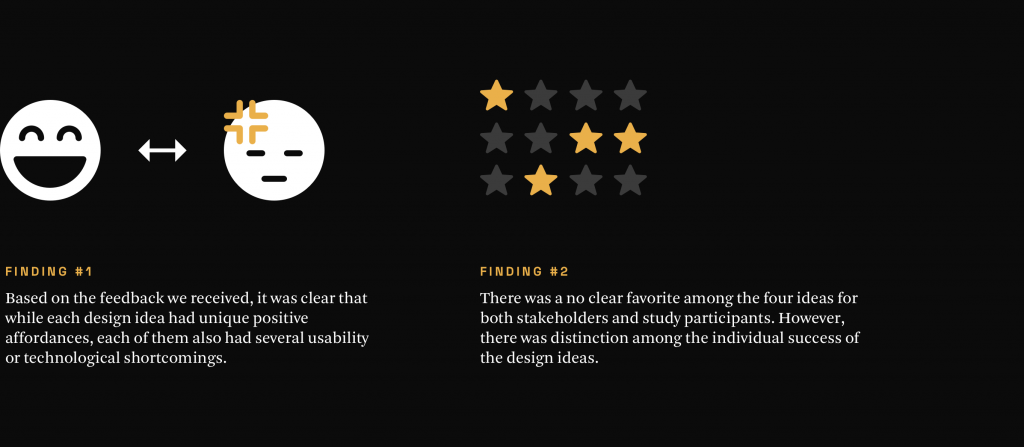 FINDING #1
Based on the feedback we received, it was clear that
while each design idea had unique positive
affordances, each of them also had several usability
or technological shortcomings.
FINDING #2
There was a no clear favorite among the four ideas for
both stakeholders and study participants. However,
there was distinction among the individual success of
the design ideas.